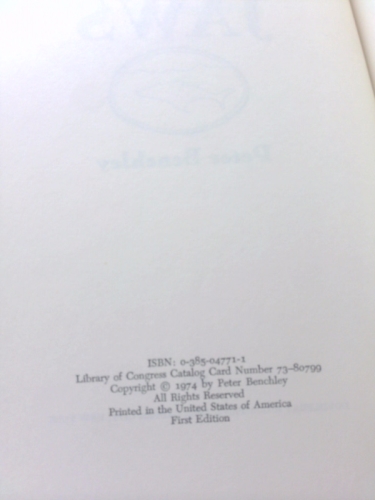 JAWS
Peter Benchley
ISBN: 0-385-04771-1
Library of Congress Catalog Card Number 73-80799
Copyright © 1974 by Peter Benchley
All Rights Reserved
Printed in the United States of America
First Edition